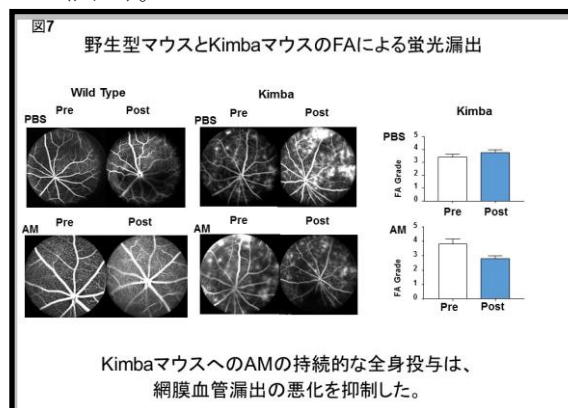 図7
野生型マウスとKimbaマウスのFAによる蛍光漏出
Wild Type
Kimba
Kimba
PBS
Pre
Post
Pre
Post
PBS
FA Grade
5
4
3
2
1
0
Pre
Post
AM
Pre
Post
Pre
Post
AM
FA Grade
5
4
3
2
1
0
Pre
Post
KimbaマウスへのAMの持続的な全身投与は、
網膜血管漏出の悪化を抑制した。